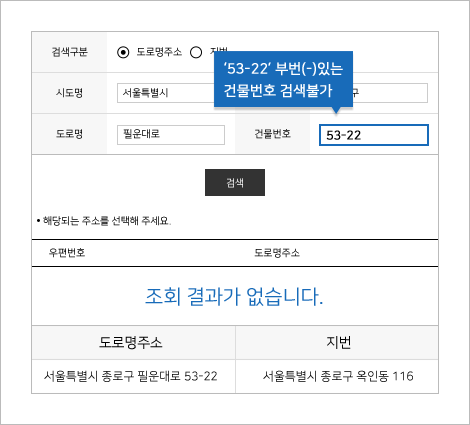 검색구분 도로명주소 지번
'53-22' 부번(-)있는
건물번호 검색불가
시도명 서울특별시 구
도로명 필운대로 건물번호 53-22
검색
• 해당되는 주소를 선택해 주세요.
우편번호 도로명주소
조회 결과가 없습니다.
도로명주소 지번
서울특별시 종로구 필운대로 53-22 서울특별시 종로구 옥인동 116